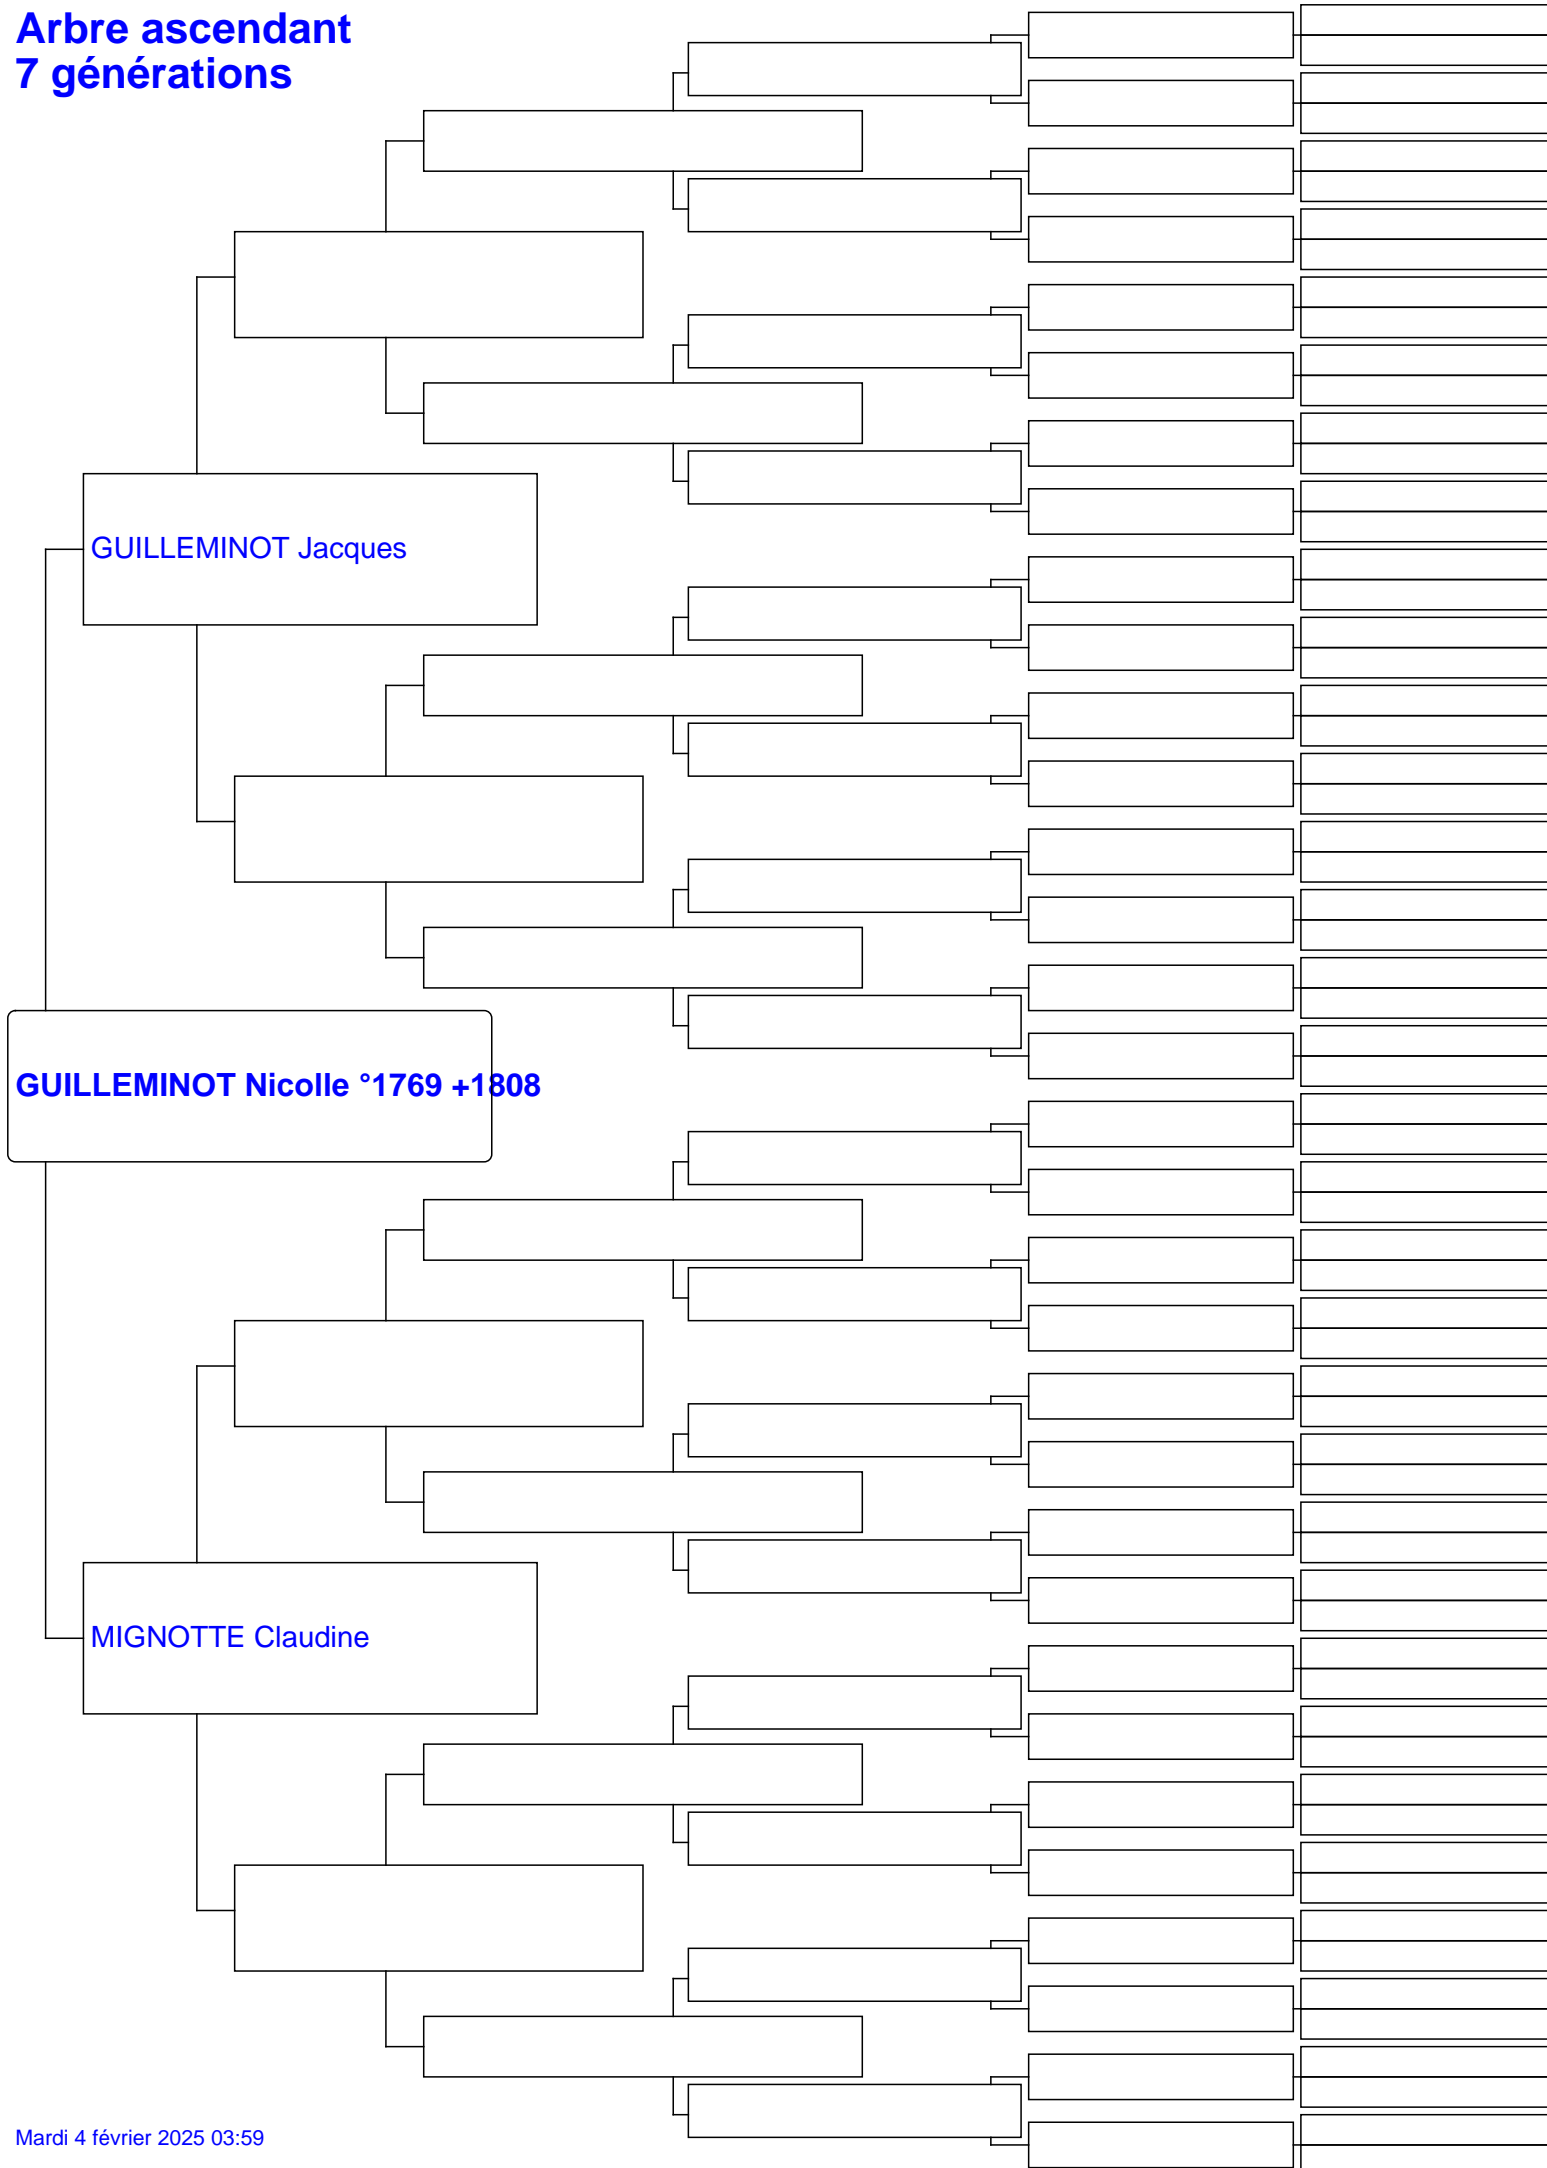 Arbre ascendant
7 générations
GUILLEMINOT Jacques
GUILLEMINOT Nicolle °1769 +1808
MIGNOTTE Claudine
Mardi 4 février 2025 03:59